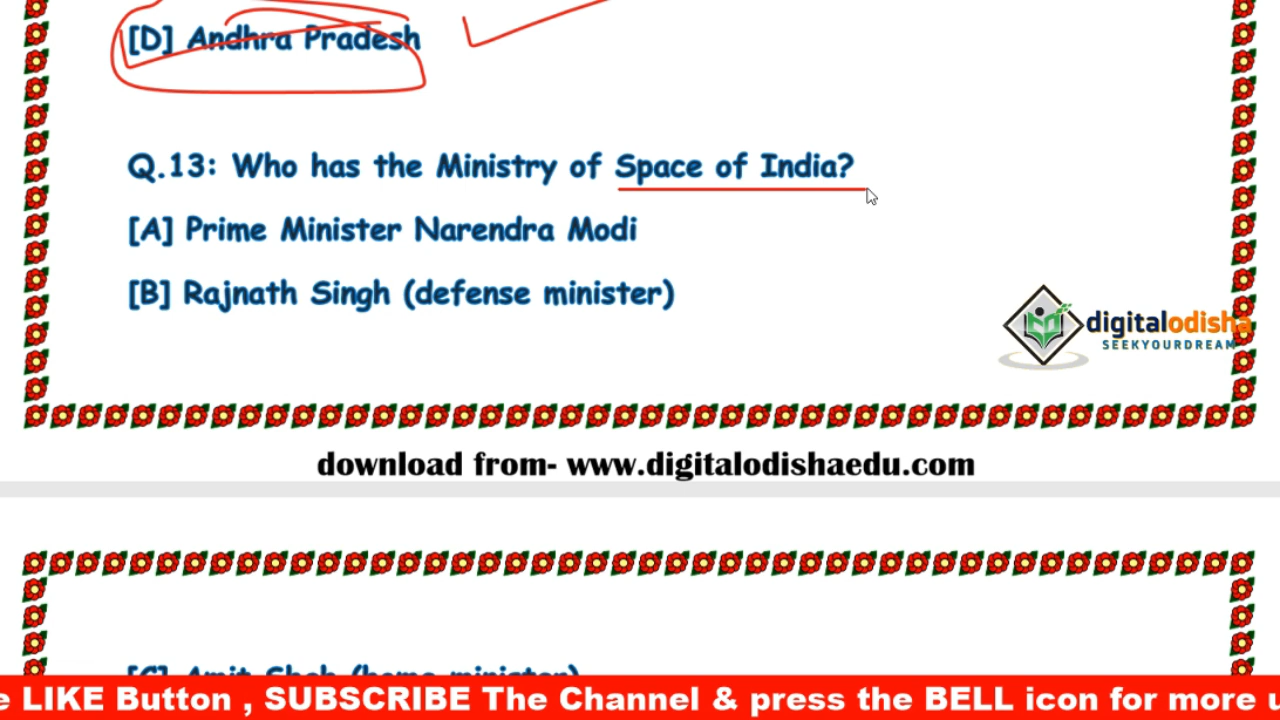 [D] Andhra Pradesh
Q.13: Who has the Ministry of Space of India?
[A] Prime Minister Narendra Modi
[B] Rajnath Singh (defense minister)
digitalodisha
SEEKYOURDREAM
download from- www.digitalodishaedu.com
[C] Amit Shah (home minister)
e LIKE Button , SUBSCRIBE The Channel & press the BELL icon for more u